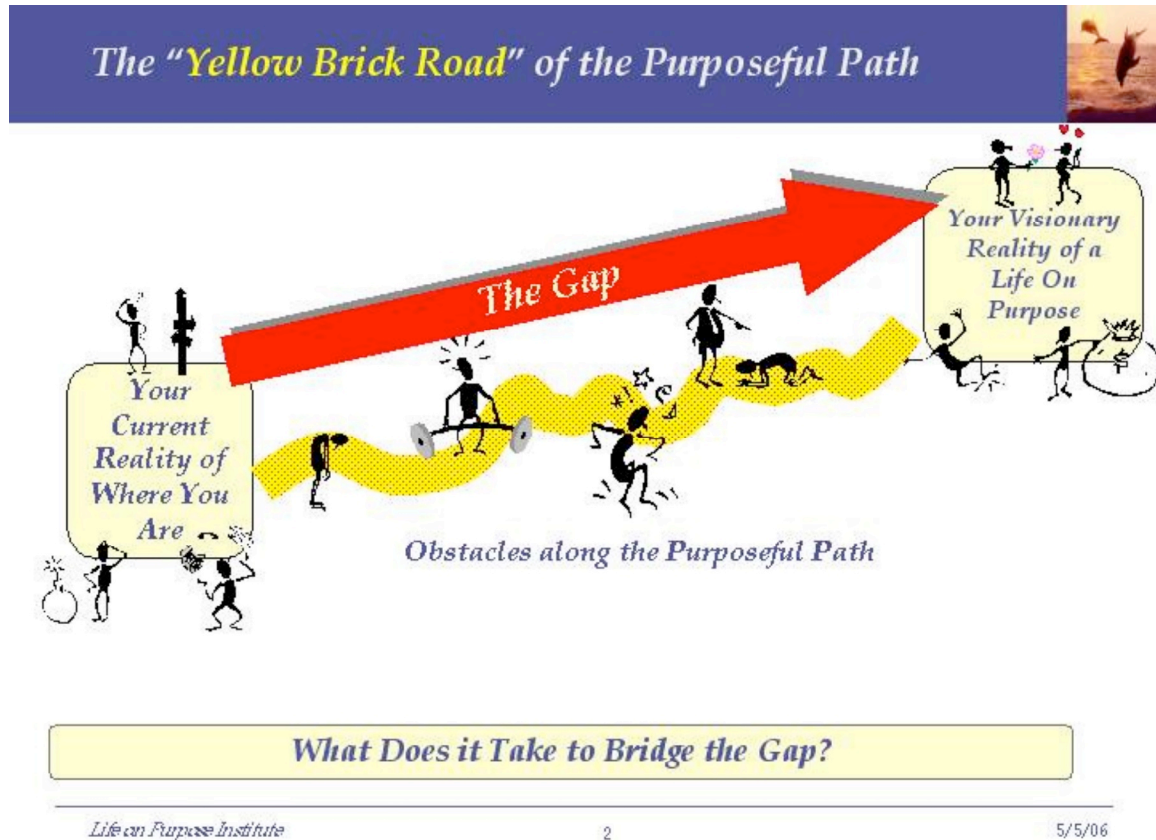 The "Yellow Brick Road" of the Purposeful Path
Your Visionary
Reality of a
Life On
Purpose
The Gap
Your
Current
Reality of
Where You
Are
Obstacles along the Purposeful Path
What Does it Take to Bridge the Gap?
Life on Purpose Institute
2
5/5/06